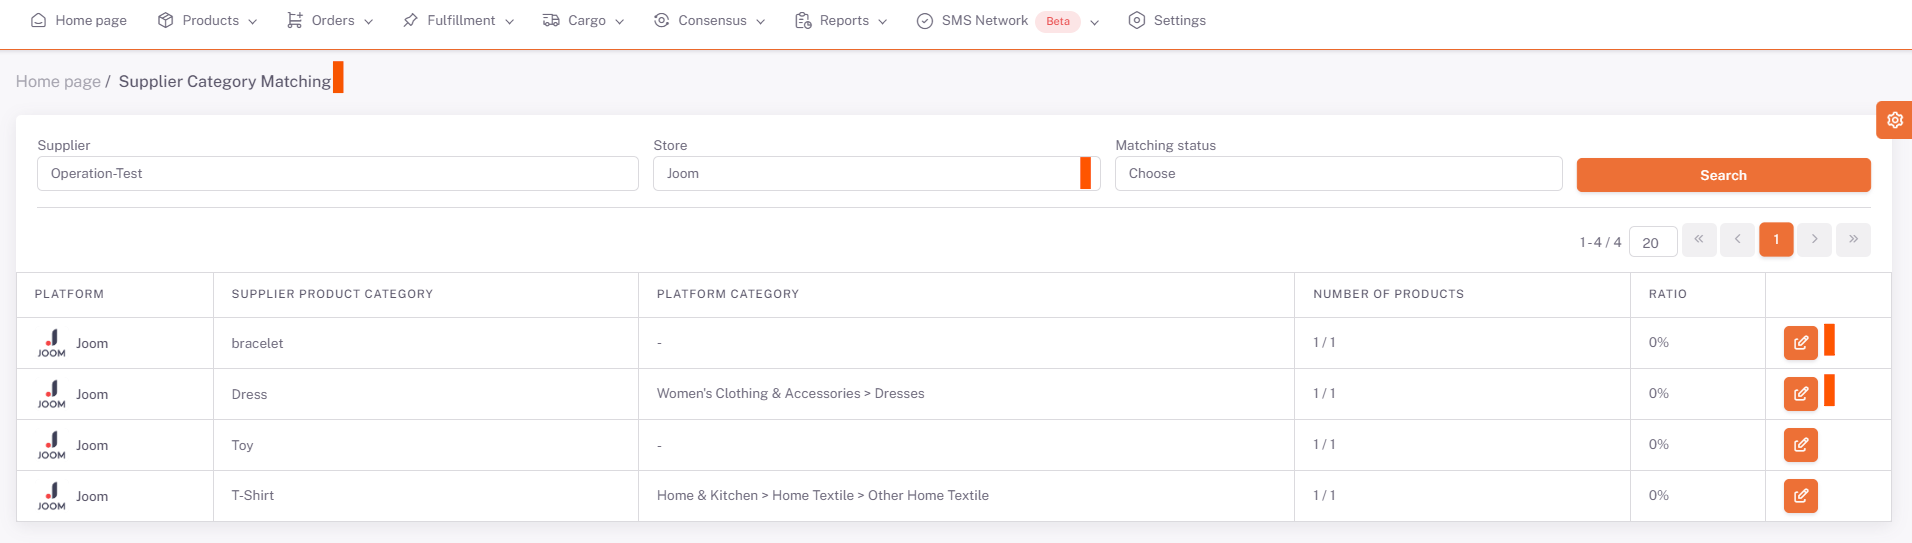 Home page Products Orders Fulfillment Cargo Consensus Reports SMS Network Beta Settings
Home page / Supplier Category Matching
Supplier Store Matching status
Operation-Test Joom Choose Search
1 - 4 / 4 20 « < 1 > »
PLATFORM SUPPLIER PRODUCT CATEGORY PLATFORM CATEGORY NUMBER OF PRODUCTS RATIO
JOOM Joom bracelet - 1 / 1 0%
JOOM Joom Dress Women's Clothing & Accessories > Dresses 1 / 1 0%
JOOM Joom Toy - 1 / 1 0%
JOOM Joom T-Shirt Home & Kitchen > Home Textile > Other Home Textile 1 / 1 0%